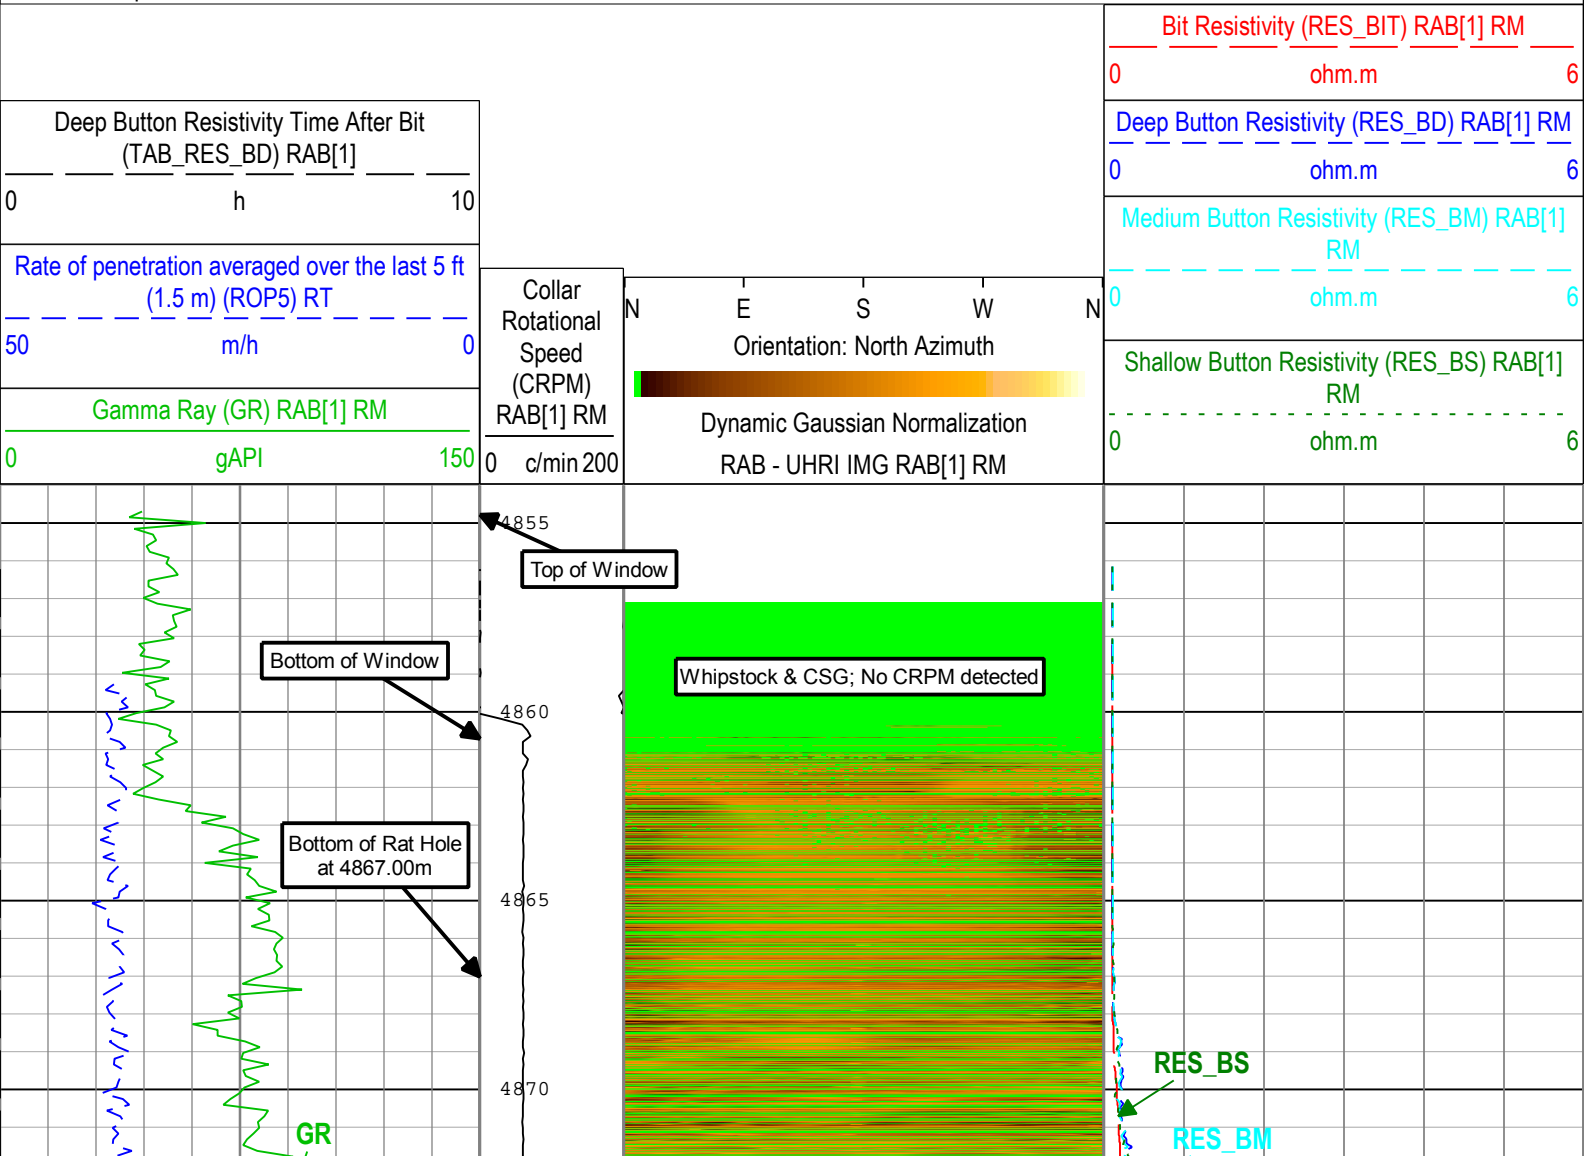 Bit Resistivity (RES_BIT) RAB[1] RM
0 ohm.m 6
Deep Button Resistivity (RES_BD) RAB[1] RM
0 ohm.m 6
Medium Button Resistivity (RES_BM) RAB[1]
RM
0 ohm.m 6
Shallow Button Resistivity (RES_BS) RAB[1]
RM
0 ohm.m 6
Deep Button Resistivity Time After Bit
(TAB_RES_BD) RAB[1]
0 h 10
Rate of penetration averaged over the last 5 ft
(1.5 m) (ROP5) RT
50 m/h 0
Gamma Ray (GR) RAB[1] RM
0 gAPI 150
Collar
Rotational
Speed
(CRPM)
RAB[1] RM
0 c/min 200
N E S W N
Orientation: North Azimuth
Dynamic Gaussian Normalization
RAB - UHRI IMG RAB[1] RM
4855
Top of Window
Bottom of Window
Whipstock & CSG; No CRPM detected
4860
Bottom of Rat Hole
at 4867.00m
4865
4870
RES_BS
GR
RES_BM